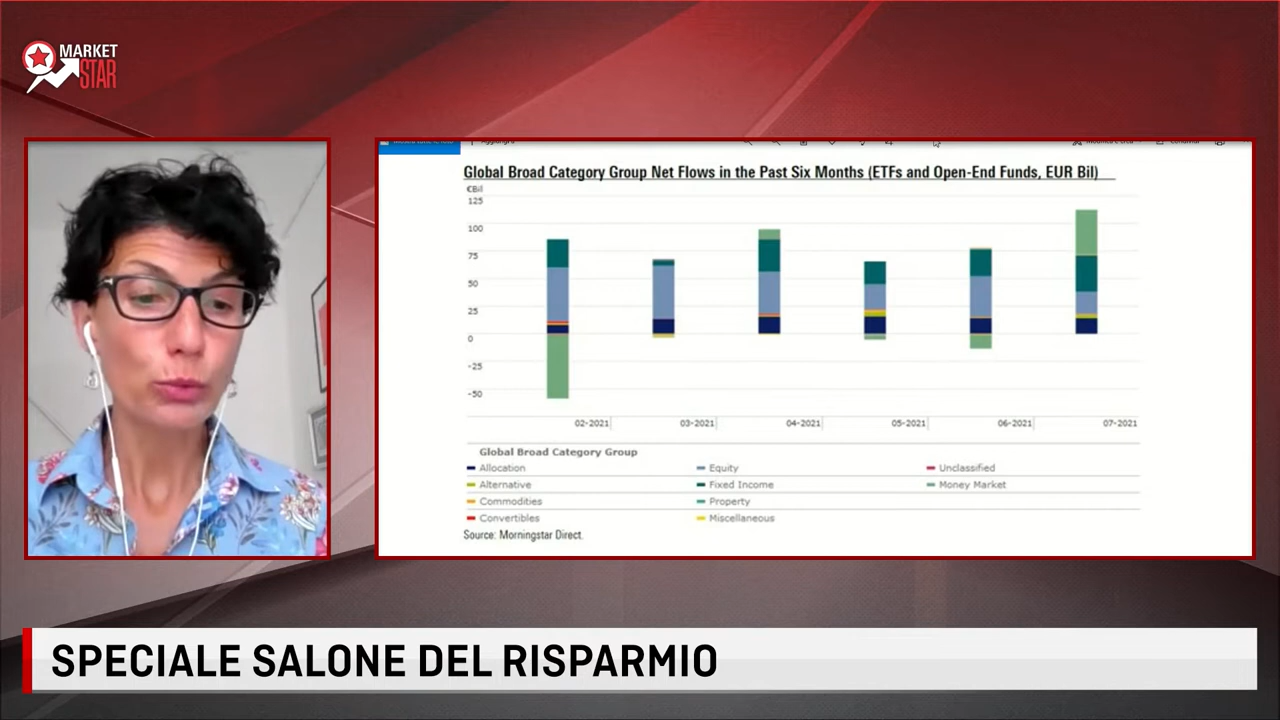 MARKET
STAR
Global Broad Category Group Net Flows in the Past Six Months (ETFs and Open-End Funds, EUR Bil)
€Bil
125
100
75
50
25
0
-25
-50
02-2021
03-2021
04-2021
05-2021
06-2021
07-2021
Global Broad Category Group
Allocation
Equity
Unclassified
Alternative
Fixed Income
Money Market
Commodities
Property
Convertibles
Miscellaneous
Source: Morningstar Direct.
SPECIALE SALONE DEL RISPARMIO